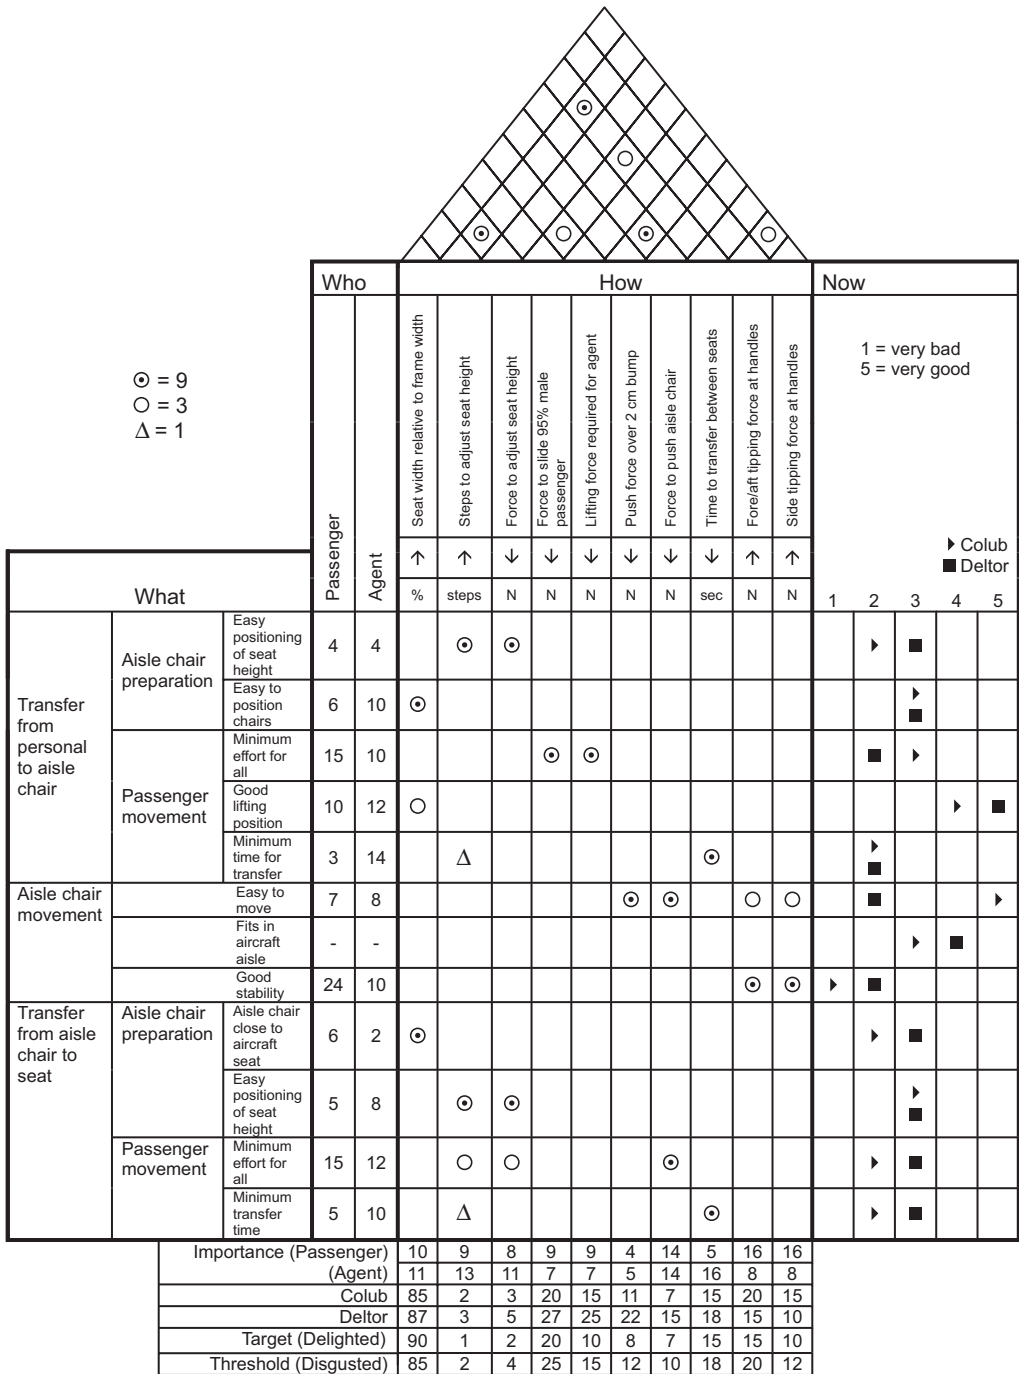 Who How Now
⊙ = 9
○ = 3
Δ = 1
Passenger
Agent
Seat width relative to frame width
Steps to adjust seat height
Force to adjust seat height
Force to slide 95% male
passenger
Lifting force required for agent
Push force over 2 cm bump
Force to push aisle chair
Time to transfer between seats
Fore/aft tipping force at handles
Side tipping force at handles
1 = very bad
5 = very good
Colub
Deltor
↑ ↑ ↓ ↓ ↓ ↓ ↓ ↓ ↑ ↑
What
% steps N N N N N sec N N 1 2 3 4 5
Transfer
from
personal
to aisle
chair
Aisle chair
preparation
Easy
positioning
of seat
height
4 4 ⊙ ⊙
Easy to
position
chairs
6 10 ⊙
Passenger
movement
Minimum
effort for
all
15 10 ⊙ ⊙
Good
lifting
position
10 12 ○
Minimum
time for
transfer
3 14 Δ ⊙
Aisle chair
movement
Easy to
move
7 8 ⊙ ⊙ ○ ○
Fits in
aircraft
aisle
- -
Good
stability
24 10 ⊙ ⊙
Transfer
from aisle
chair to
seat
Aisle chair
preparation
Aisle chair
close to
aircraft
seat
6 2 ⊙
Easy
positioning
of seat
height
5 8 ⊙ ⊙
Passenger
movement
Minimum
effort for
all
15 12 ○ ○ ⊙
Minimum
transfer
time
5 10 Δ ⊙
Importance (Passenger) 10 9 8 9 9 4 14 5 16 16
(Agent) 11 13 11 7 7 5 14 16 8 8
Colub 85 2 3 20 15 11 7 15 20 15
Deltor 87 3 5 27 25 22 15 18 15 10
Target (Delighted) 90 1 2 20 10 8 7 15 15 10
Threshold (Disgusted) 85 2 4 25 15 12 10 18 20 12